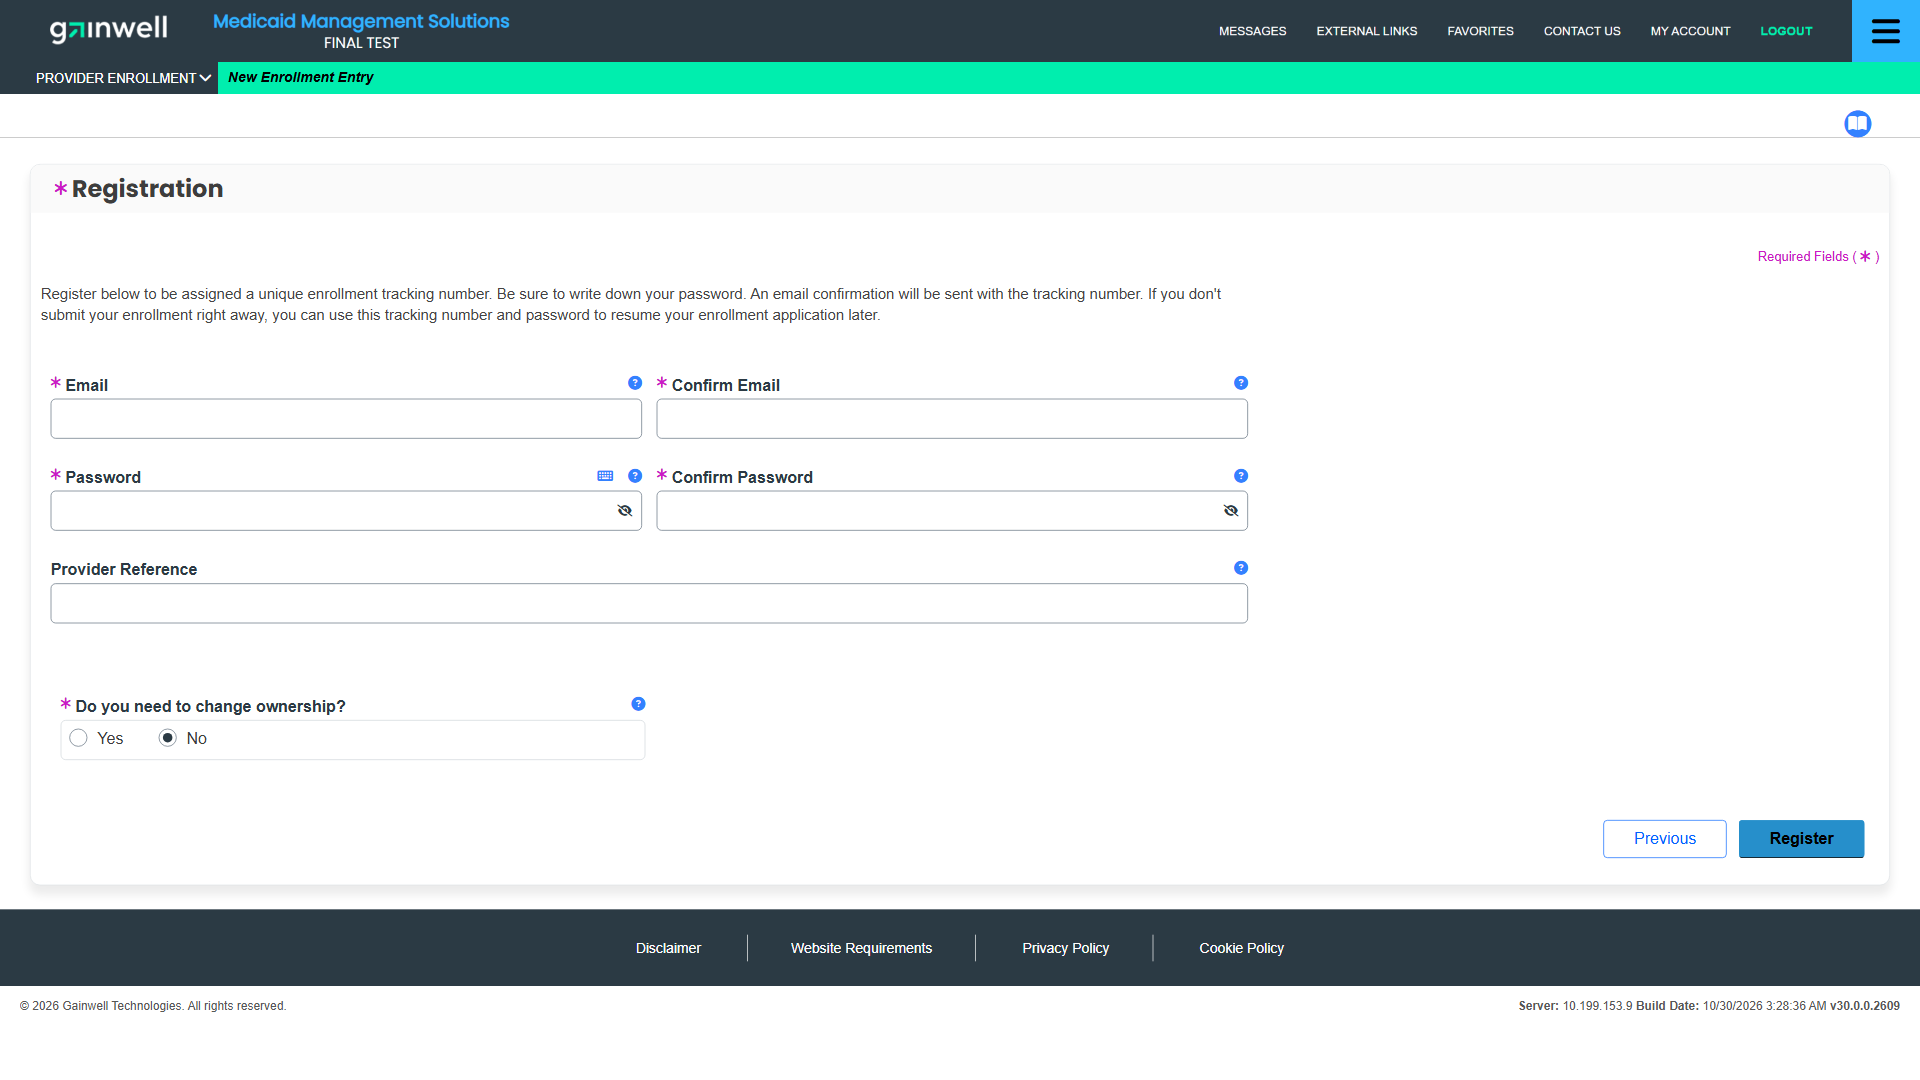 gainwell
Medicaid Management Solutions
FINAL TEST
MESSAGES
EXTERNAL LINKS
FAVORITES
CONTACT US
MY ACCOUNT
LOGOUT
PROVIDER ENROLLMENT
New Enrollment Entry
* Registration
Required Fields ( * )
Register below to be assigned a unique enrollment tracking number. Be sure to write down your password. An email confirmation will be sent with the tracking number. If you don't
submit your enrollment right away, you can use this tracking number and password to resume your enrollment application later.
* Email
* Confirm Email
* Password
* Confirm Password
Provider Reference
* Do you need to change ownership?
Yes
No
Previous
Register
Disclaimer
Website Requirements
Privacy Policy
Cookie Policy
© 2026 Gainwell Technologies. All rights reserved.
Server: 10.199.153.9 Build Date: 10/30/2026 3:28:36 AM v30.0.0.2609